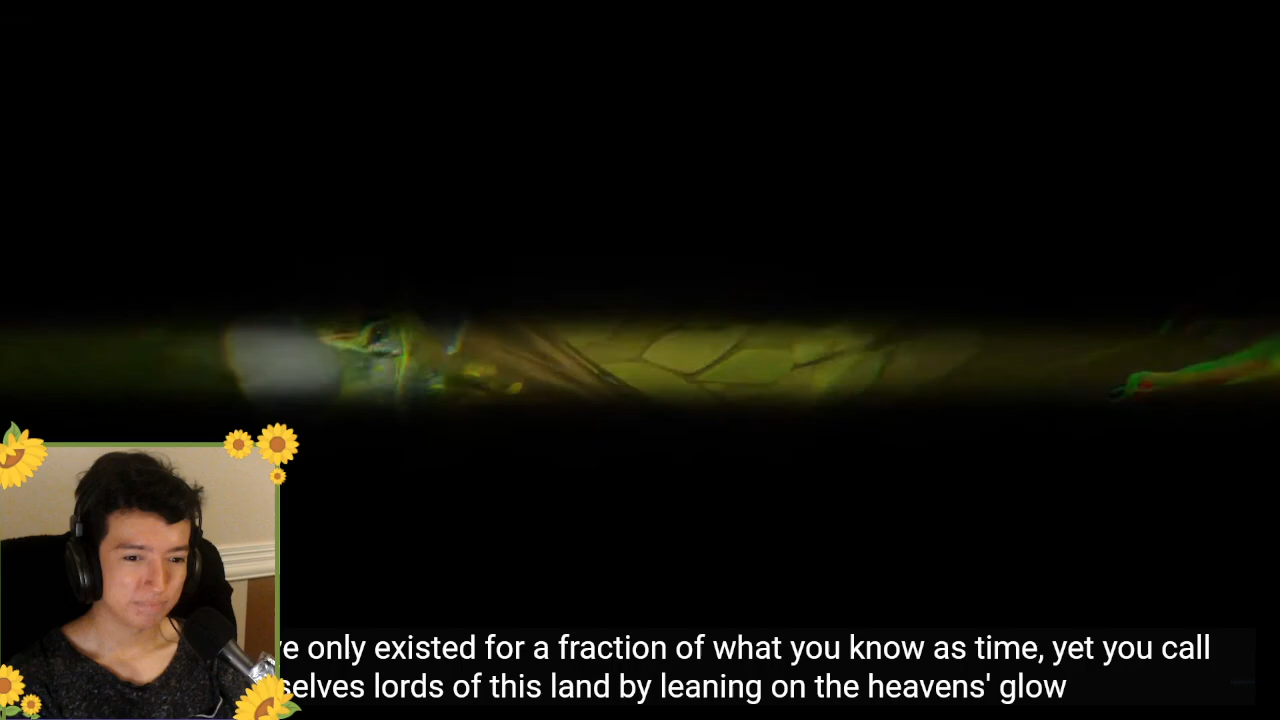 e only existed for a fraction of what you know as time, yet you call
selves lords of this land by leaning on the heavens' glow